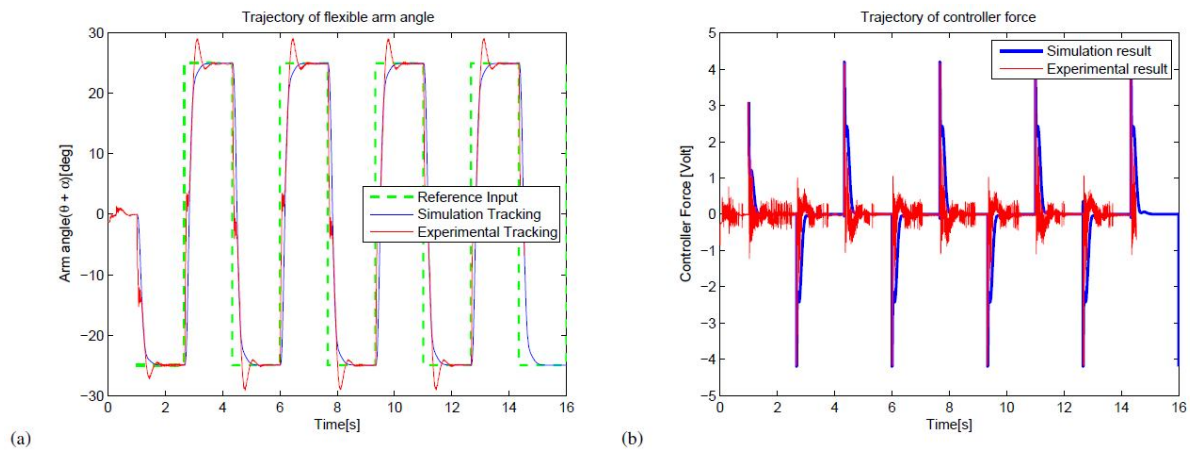 Trajectory of flexible arm angle
30
20
10
0
−10
−20
−30
Arm angle(θ + α)[deg]
Reference Input
Simulation Tracking
Experimental Tracking
0 2 4 6 8 10 12 14 16
Time[s]
(a)
Trajectory of controller force
5
4
3
2
1
0
−1
−2
−3
−4
−5
Controller Force [Volt]
Simulation result
Experimental result
0 2 4 6 8 10 12 14 16
Time[s]
(b)